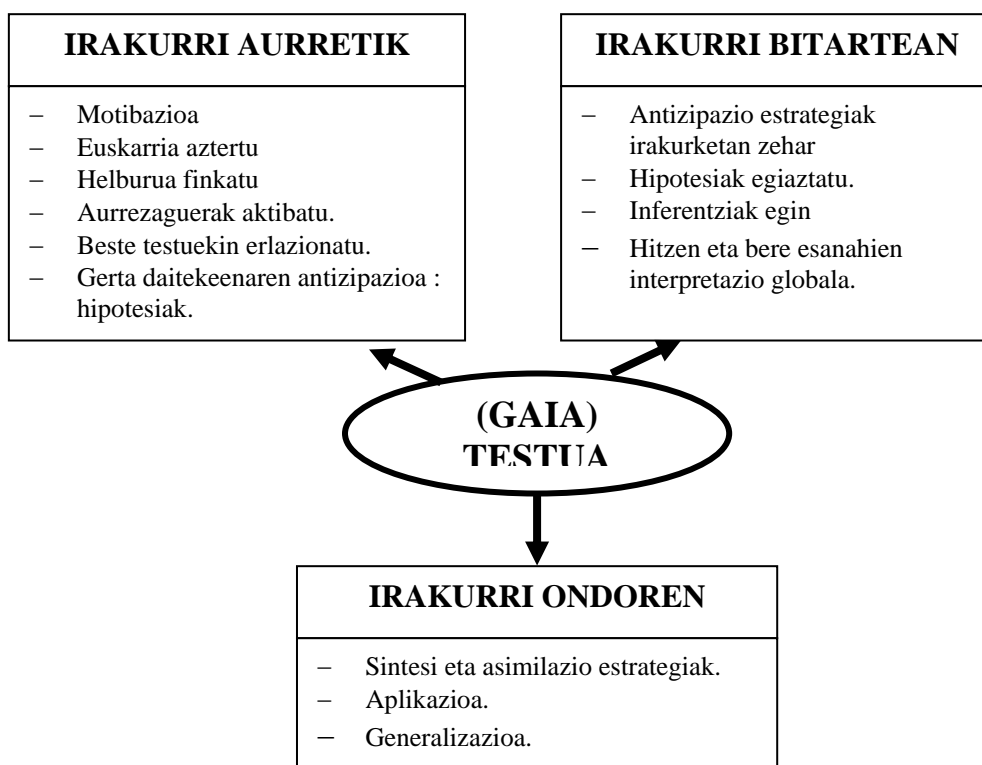 IRAKURRI AURRETIK
– Motibazioa
– Euskarria aztertu
– Helburua finkatu
– Aurrezaguerak aktibatu.
– Beste testuekin erlazionatu.
– Gerta daitekeenaren antizipazioa :
hipotesiak.
IRAKURRI BITARTEAN
– Antizipazio estrategiak
irakurketan zehar
– Hipotesiak egiaztatu.
– Inferentziak egin
– Hitzen eta bere esanahien
interpretazio globala.
(GAIA)
TESTUA
IRAKURRI ONDOREN
– Sintesi eta asimilazio estrategiak.
– Aplikazioa.
– Generalizazioa.